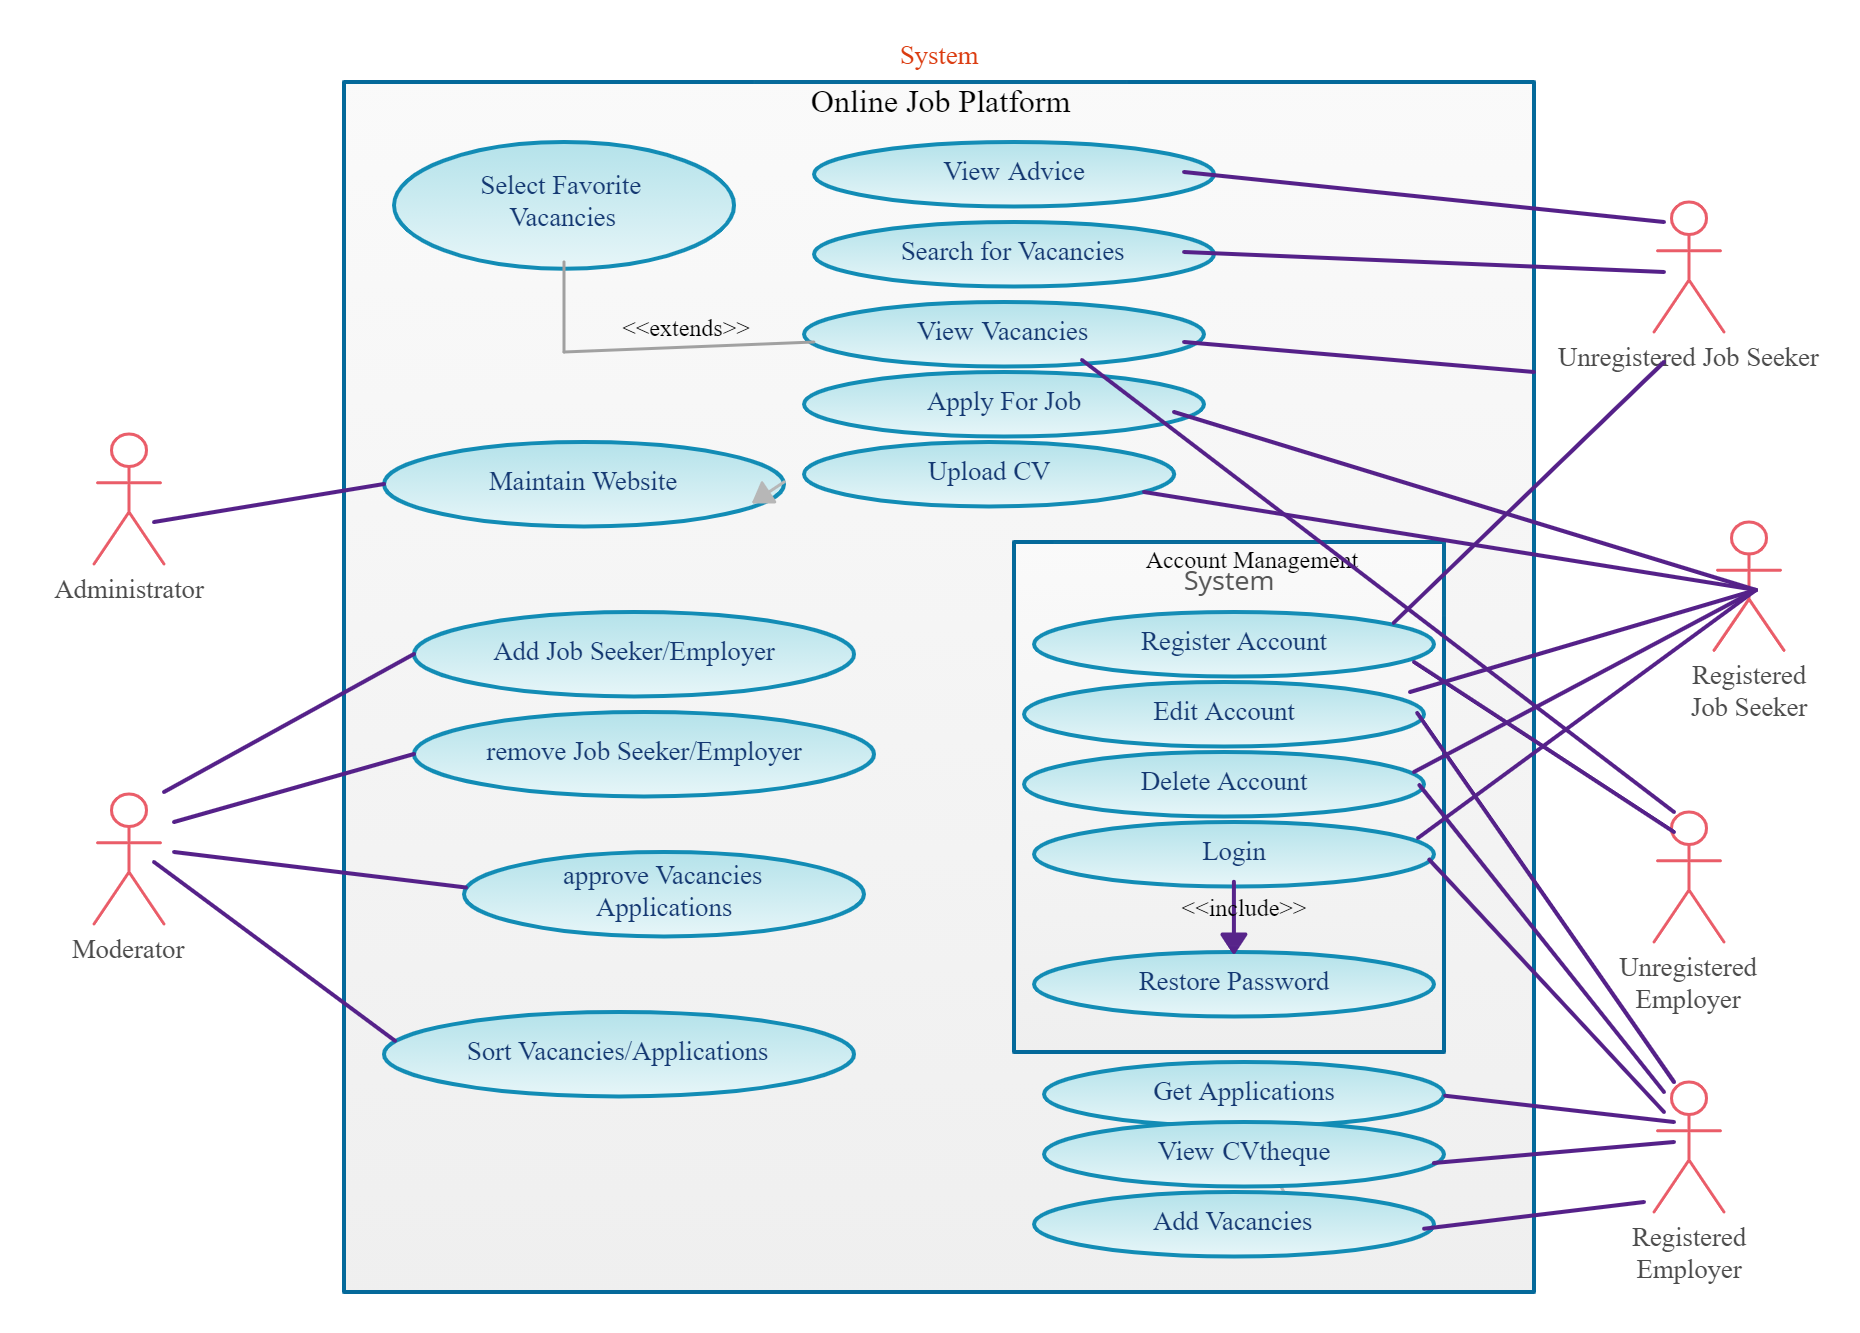 System
Online Job Platform
Select Favorite
Vacancies
View Advice
Search for Vacancies
<<extends>>
View Vacancies
Unregistered Job Seeker
Apply For Job
Maintain Website
Upload CV
Administrator
Account Management
System
Register Account
Add Job Seeker/Employer
Registered
Job Seeker
Edit Account
remove Job Seeker/Employer
Delete Account
Login
approve Vacancies
Applications
<<include>>
Moderator
Unregistered
Employer
Restore Password
Sort Vacancies/Applications
Get Applications
View CVtheque
Add Vacancies
Registered
Employer